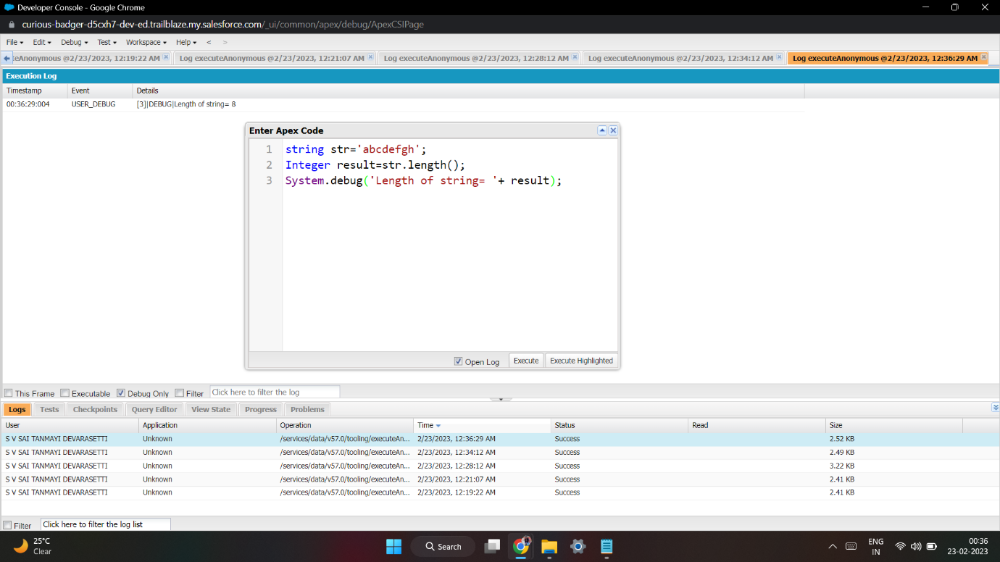 Developer Console - Google Chrome
curious-badger-d5cxh7-dev-ed.trailblaze.my.salesforce.com/_ui/common/apex/debug/ApexCSIPage
File Edit Debug Test Workspace Help < >
:eAnonymous @2/23/2023, 12:19:22 AM Log executeAnonymous @2/23/2023, 12:21:07 AM Log executeAnonymous @2/23/2023, 12:28:12 AM Log executeAnonymous @2/23/2023, 12:34:12 AM Log executeAnonymous @2/23/2023, 12:36:29 AM
Execution Log
Timestamp Event Details
00:36:29:004 USER_DEBUG [3]|DEBUG|Length of string= 8
Enter Apex Code
1 string str='abcdefgh';
2 Integer result=str.length();
3 System.debug('Length of string= '+ result);
Open Log Execute Execute Highlighted
This Frame Executable Debug Only Filter Click here to filter the log
Logs Tests Checkpoints Query Editor View State Progress Problems
User Application Operation Time Status Read Size
S V SAI TANMAYI DEVARASETTI Unknown /services/data/v57.0/tooling/executeAn... 2/23/2023, 12:36:29 AM Success 2.52 KB
S V SAI TANMAYI DEVARASETTI Unknown /services/data/v57.0/tooling/executeAn... 2/23/2023, 12:34:12 AM Success 2.49 KB
S V SAI TANMAYI DEVARASETTI Unknown /services/data/v57.0/tooling/executeAn... 2/23/2023, 12:28:12 AM Success 3.22 KB
S V SAI TANMAYI DEVARASETTI Unknown /services/data/v57.0/tooling/executeAn... 2/23/2023, 12:21:07 AM Success 2.41 KB
S V SAI TANMAYI DEVARASETTI Unknown /services/data/v57.0/tooling/executeAn... 2/23/2023, 12:19:22 AM Success 2.41 KB
Filter Click here to filter the log list
25°C
Clear
Search
ENG
IN
00:36
23-02-2023